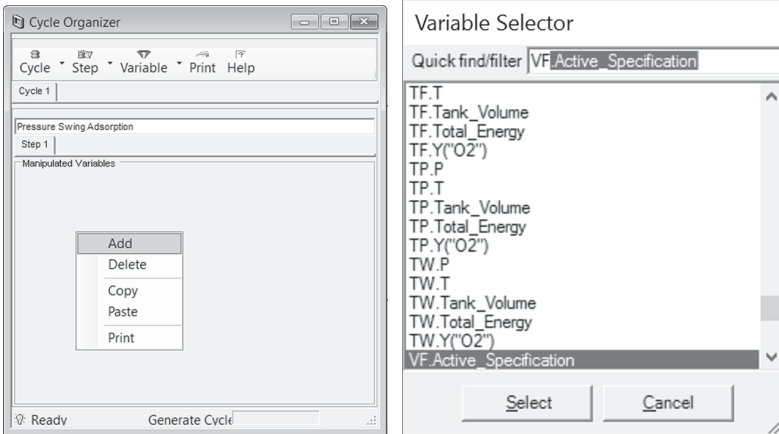 Cycle Organizer
Cycle Step Variable Print Help
Cycle 1
Pressure Swing Adsorption
Step 1
Manipulated Variables
Add
Delete
Copy
Paste
Print
Ready Generate Cycle
Variable Selector
Quick find/filter VF.Active_Specification
TF.T
TF.Tank_Volume
TF.Total_Energy
TF.Y("O2")
TP.P
TP.T
TP.Tank_Volume
TP.Total_Energy
TP.Y("O2")
TW.P
TW.T
TW.Tank_Volume
TW.Total_Energy
TW.Y("O2")
VF.Active_Specification
Select Cancel